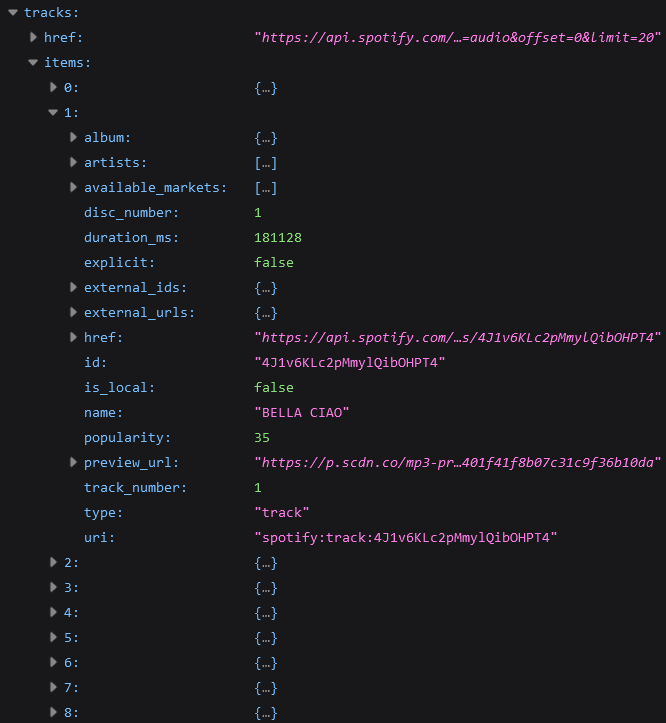 tracks:
href: "https://api.spotify.com/…=audio&offset=0&limit=20"
items:
0: {…}
1:
album: {…}
artists: […]
available_markets: […]
disc_number: 1
duration_ms: 181128
explicit: false
external_ids: {…}
external_urls: {…}
href: "https://api.spotify.com/…s/4J1v6KLc2pMmylQibOHPT4"
id: "4J1v6KLc2pMmylQibOHPT4"
is_local: false
name: "BELLA CIAO"
popularity: 35
preview_url: "https://p.scdn.co/mp3-pr…401f41f8b07c31c9f36b10da"
track_number: 1
type: "track"
uri: "spotify:track:4J1v6KLc2pMmylQibOHPT4"
2: {…}
3: {…}
4: {…}
5: {…}
6: {…}
7: {…}
8: {…}